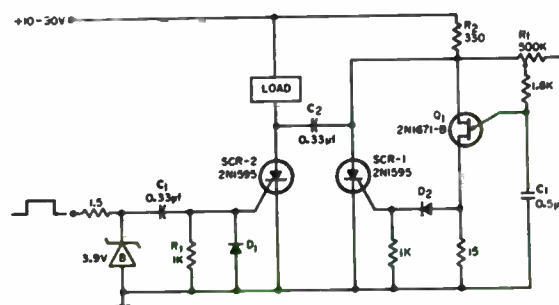 +10-30V
R2
330
R1
500K
LOAD
1.8K
C2
0.33μf
Q1
2N1671-B
SCR-2
2N1595
SCR-1
2N1595
C1
0.33μf
D2
C1
0.5μ
1.5
R1
1K
D1
1K
15
3.9V
B